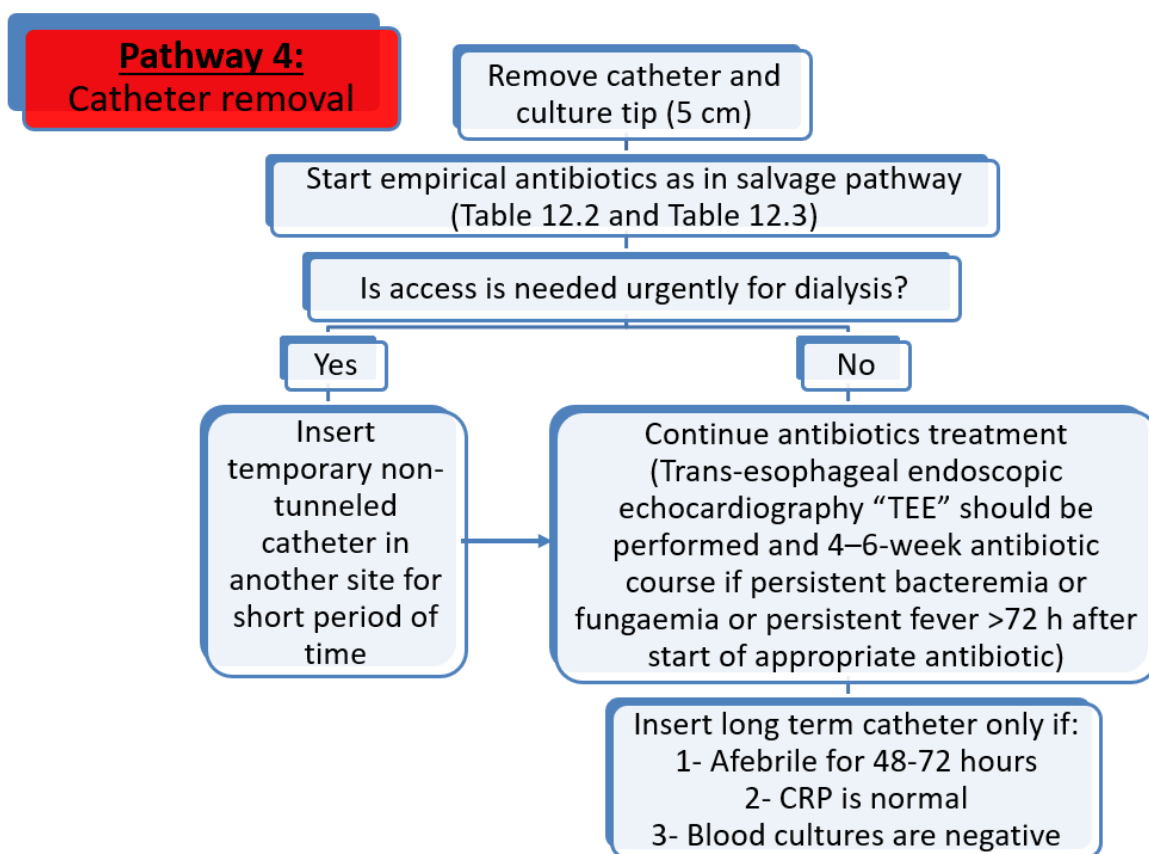 Pathway 4:
Catheter removal
Remove catheter and
culture tip (5 cm)
Start empirical antibiotics as in salvage pathway
(Table 12.2 and Table 12.3)
Is access is needed urgently for dialysis?
Yes
No
Insert
temporary non-
tunneled
catheter in
another site for
short period of
time
Continue antibiotics treatment
(Trans-esophageal endoscopic
echocardiography “TEE” should be
performed and 4–6-week antibiotic
course if persistent bacteremia or
fungaemia or persistent fever >72 h after
start of appropriate antibiotic)
Insert long term catheter only if:
1- Afebrile for 48-72 hours
2- CRP is normal
3- Blood cultures are negative